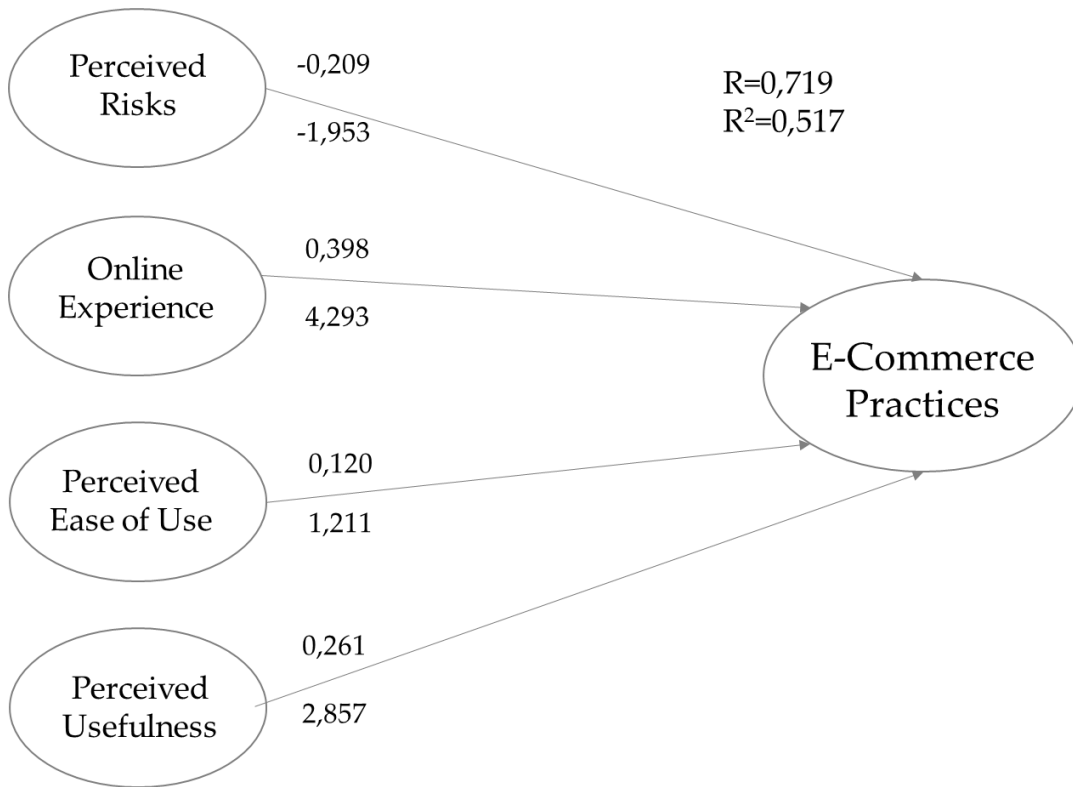 Perceived
Risks
-0,209
-1,953
R=0,719
R²=0,517
Online
Experience
0,398
4,293
E-Commerce
Practices
Perceived
Ease of Use
0,120
1,211
Perceived
Usefulness
0,261
2,857